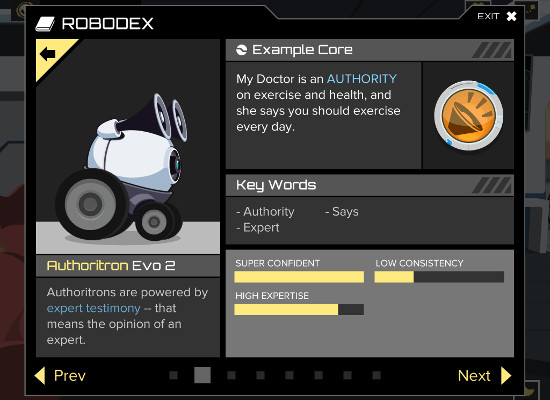 ROBODEX
EXIT
Example Core
My Doctor is an AUTHORITY
on exercise and health, and
she says you should exercise
every day.
Key Words
- Authority - Says
- Expert
Authoritron Evo 2
Authoritrons are powered by
expert testimony -- that
means the opinion of an
expert.
SUPER CONFIDENT LOW CONSISTENCY
HIGH EXPERTISE
Prev Next